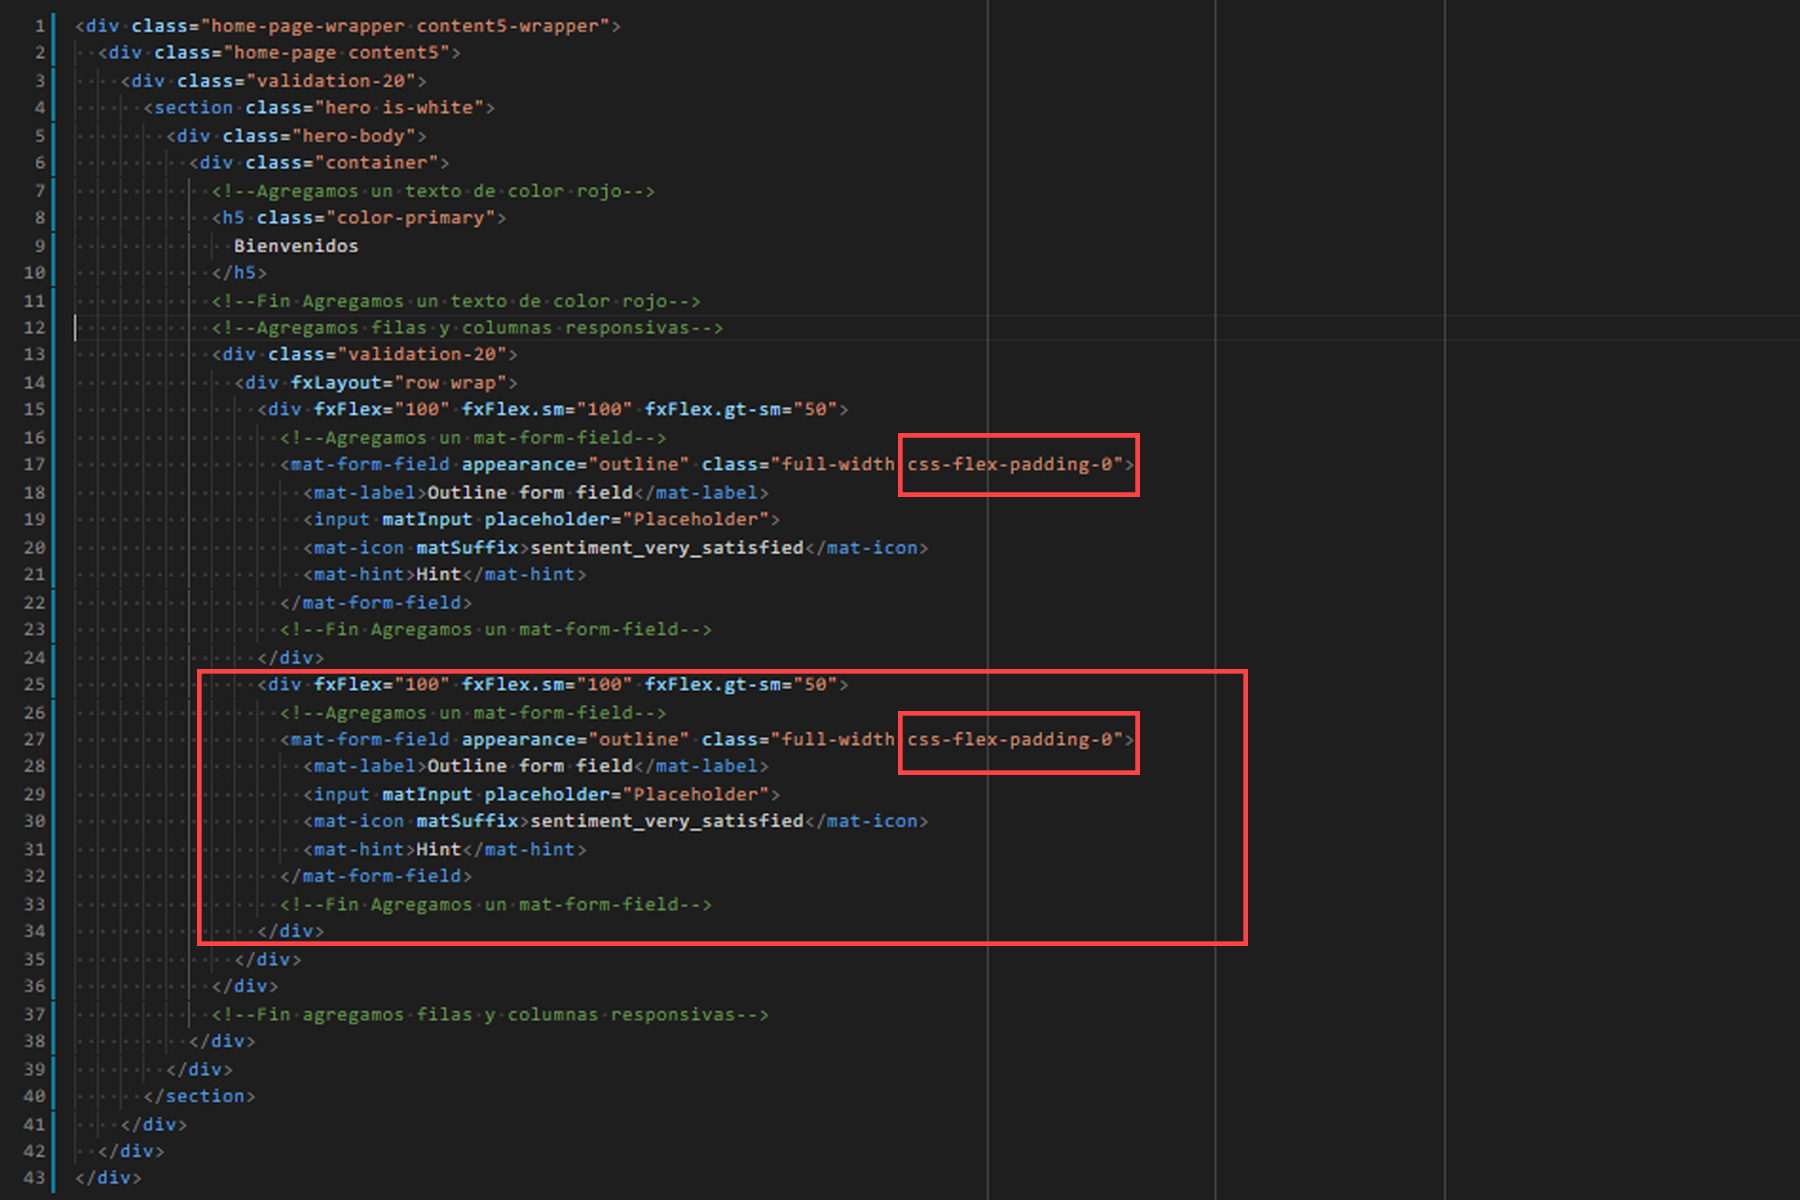 1 <div class="home-page-wrapper content5-wrapper">
2 <div class="home-page content5">
3 <div class="validation-20">
4 <section class="hero is-white">
5 <div class="hero-body">
6 <div class="container">
7 <!--Agregamos un texto de color rojo-->
8 <h5 class="color-primary">
9 Bienvenidos
10 </h5>
11 <!--Fin Agregamos un texto de color rojo-->
12 <!--Agregamos filas y columnas responsivas-->
13 <div class="validation-20">
14 <div fxLayout="row wrap">
15 <div fxFlex="100" fxFlex.sm="100" fxFlex.gt-sm="50">
16 <!--Agregamos un mat-form-field-->
17 <mat-form-field appearance="outline" class="full-width css-flex-padding-0">
18 <mat-label>Outline form field</mat-label>
19 <input matInput placeholder="Placeholder">
20 <mat-icon matSuffix>sentiment_very_satisfied</mat-icon>
21 <mat-hint>Hint</mat-hint>
22 </mat-form-field>
23 <!--Fin Agregamos un mat-form-field-->
24 </div>
25 <div fxFlex="100" fxFlex.sm="100" fxFlex.gt-sm="50">
26 <!--Agregamos un mat-form-field-->
27 <mat-form-field appearance="outline" class="full-width css-flex-padding-0">
28 <mat-label>Outline form field</mat-label>
29 <input matInput placeholder="Placeholder">
30 <mat-icon matSuffix>sentiment_very_satisfied</mat-icon>
31 <mat-hint>Hint</mat-hint>
32 </mat-form-field>
33 <!--Fin Agregamos un mat-form-field-->
34 </div>
35 </div>
36 </div>
37 <!--Fin agregamos filas y columnas responsivas-->
38 </div>
39 </div>
40 </section>
41 </div>
42 </div>
43 </div>